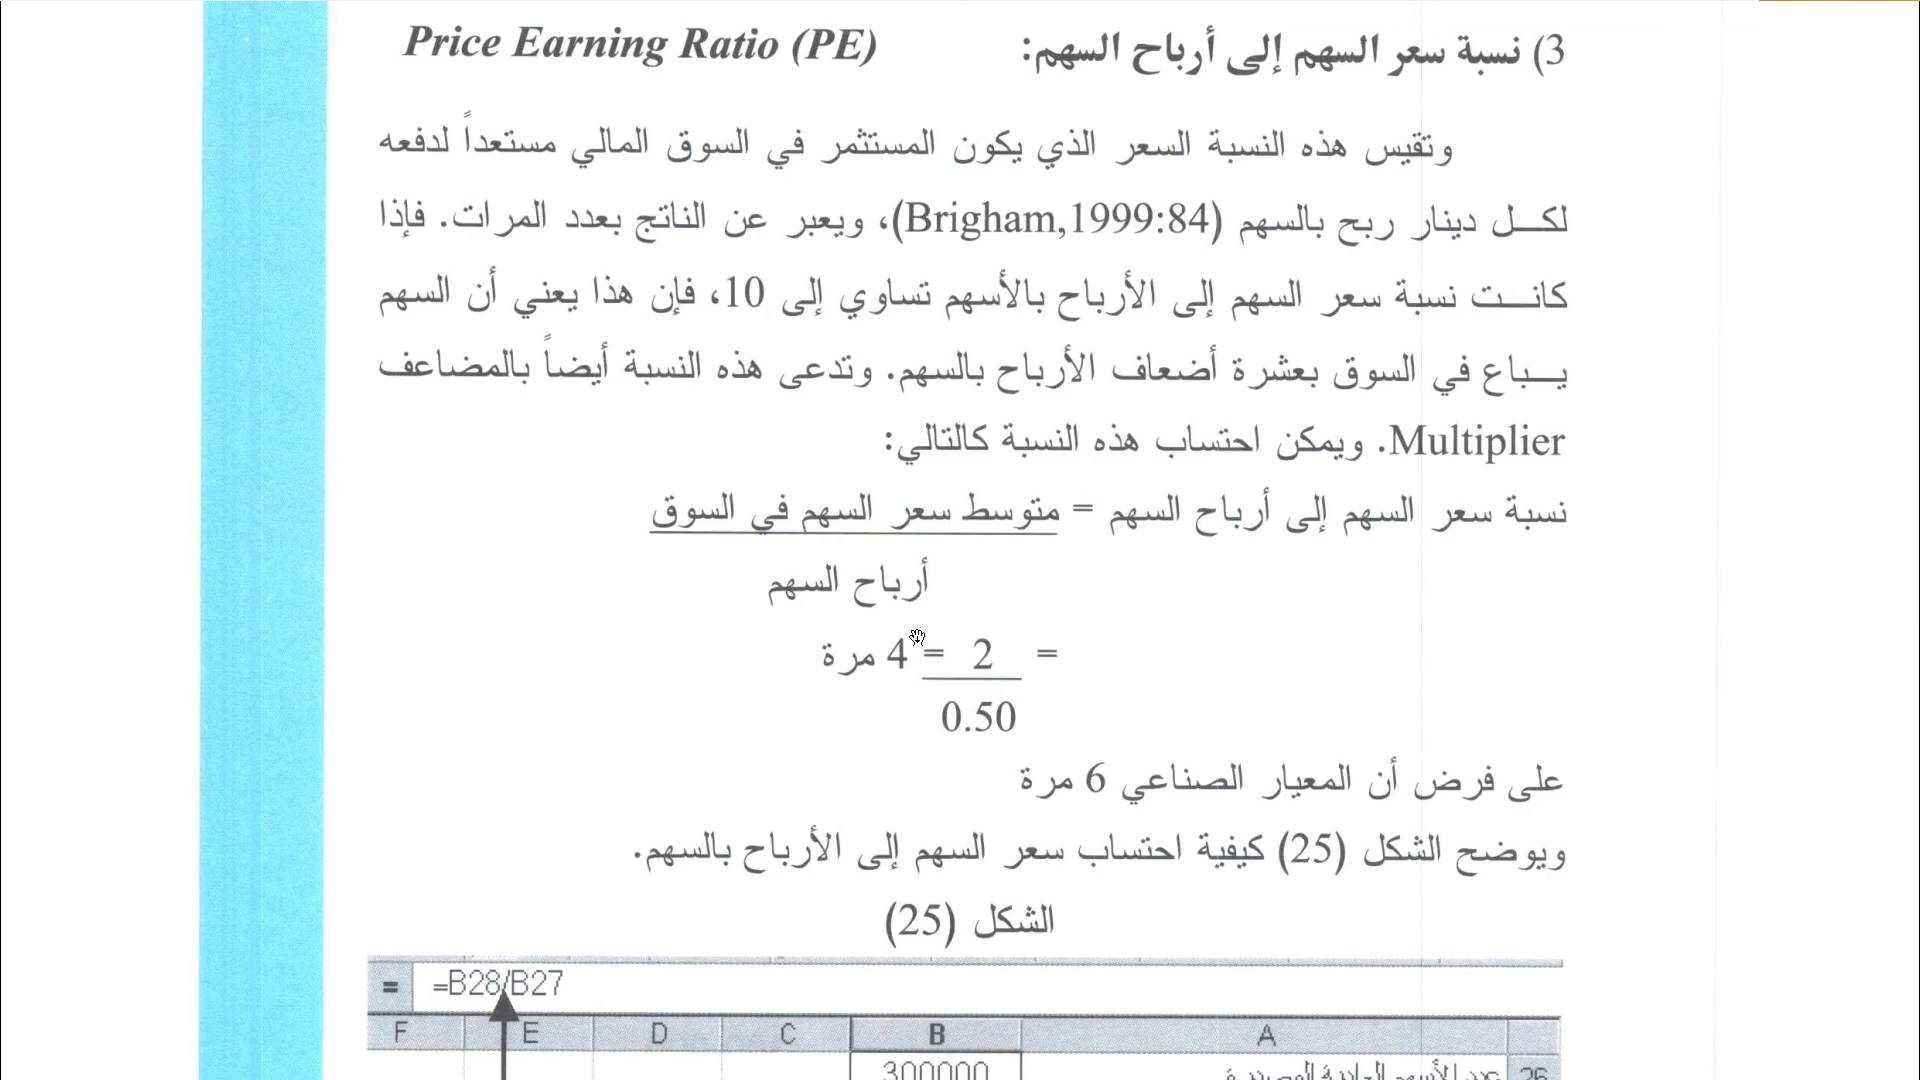 3) نسبة سعر السهم إلى أرباح السهم: Price Earning Ratio (PE)
وتقيس هذه النسبة السعر الذي يكون المستثمر في السوق المالي مستعداً لدفعه
لكل دينار ربح بالسهم (Brigham,1999:84)، ويعبر عن الناتج بعدد المرات. فإذا
كانت نسبة سعر السهم إلى الأرباح بالأسهم تساوي إلى 10، فإن هذا يعني أن السهم
يباع في السوق بعشرة أضعاف الأرباح بالسهم. وتدعى هذه النسبة أيضاً بالمضاعف
Multiplier. ويمكن احتساب هذه النسبة كالتالي:
نسبة سعر السهم إلى أرباح السهم = متوسط سعر السهم في السوق
أرباح السهم
= 2 = 4 مرة
0.50
على فرض أن المعيار الصناعي 6 مرة
ويوضح الشكل (25) كيفية احتساب سعر السهم إلى الأرباح بالسهم.
الشكل (25)
= =B28/B27
F E D C B A
300000 عدد الأسهم العادية المصدرة 26